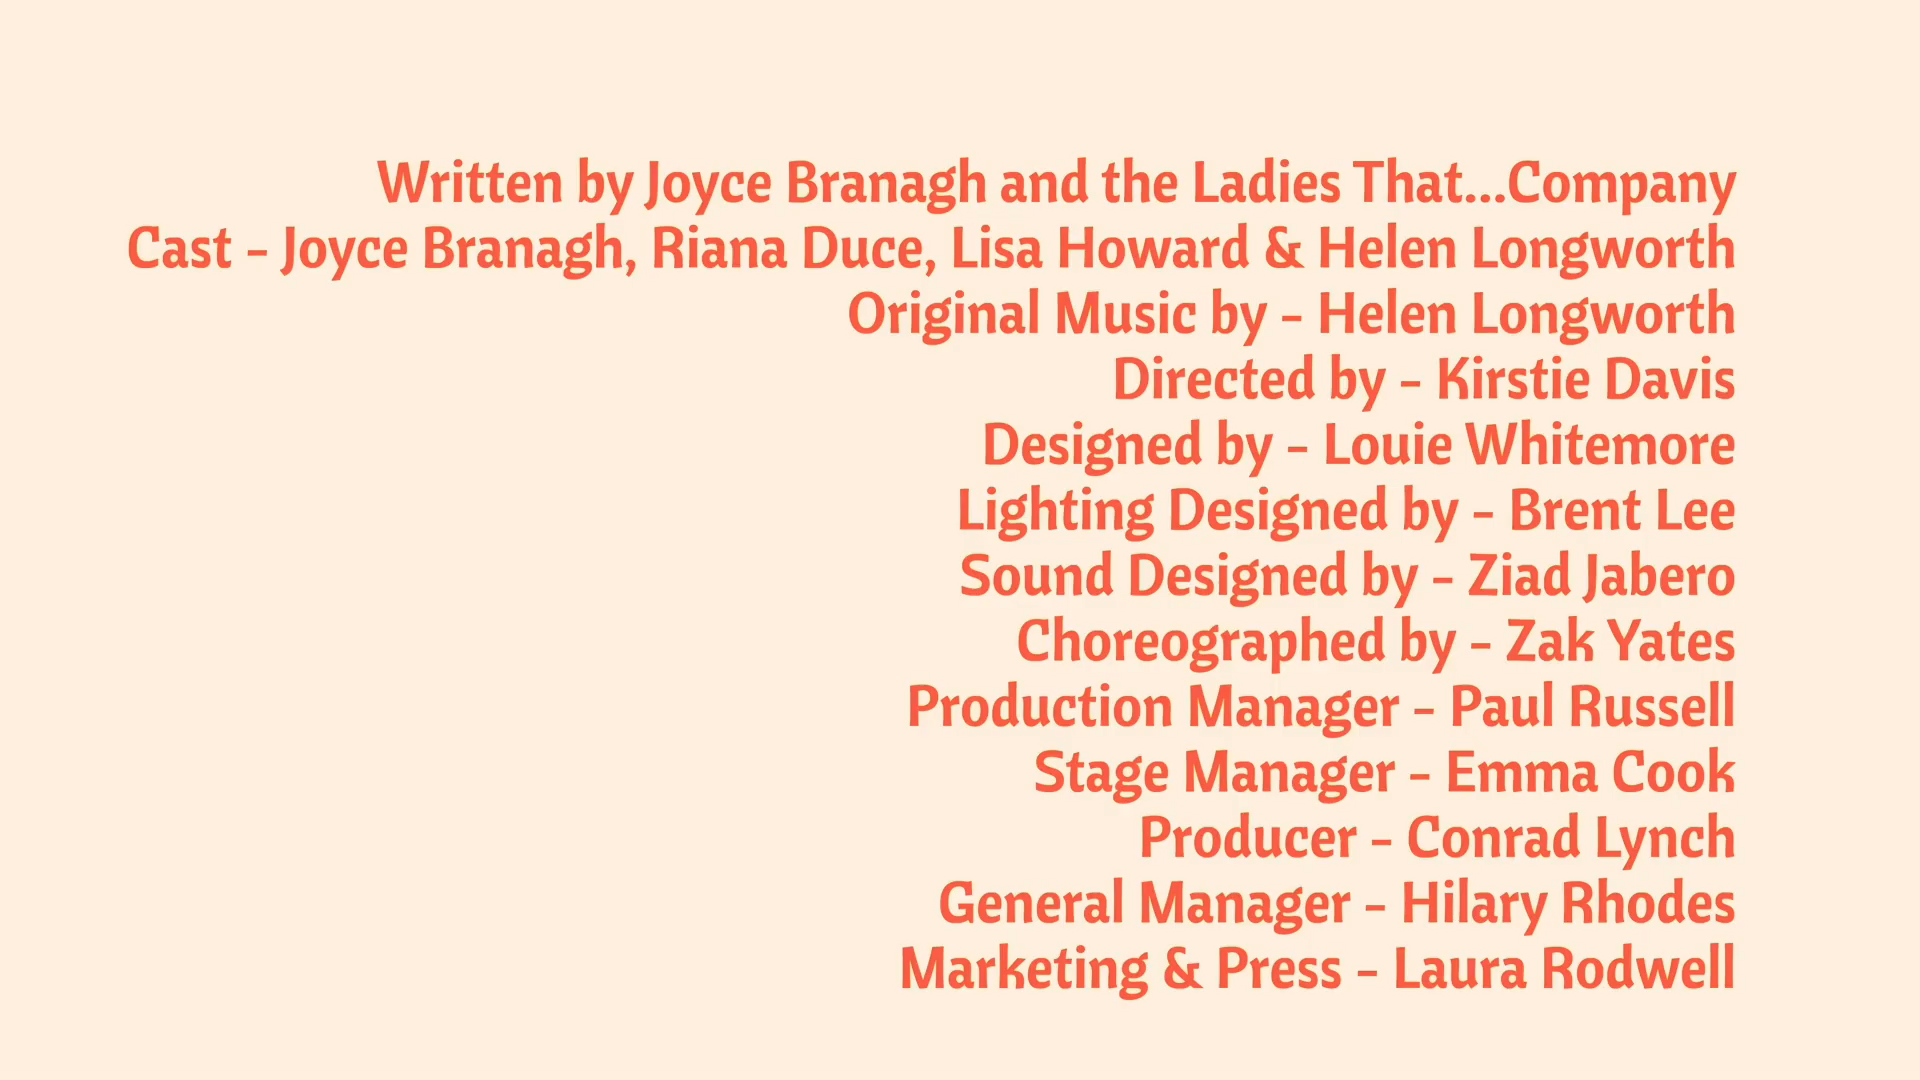 Written by Joyce Branagh and the Ladies That...Company
Cast - Joyce Branagh, Riana Duce, Lisa Howard & Helen Longworth
Original Music by - Helen Longworth
Directed by - Kirstie Davis
Designed by - Louie Whitemore
Lighting Designed by - Brent Lee
Sound Designed by - Ziad Jabero
Choreographed by - Zak Yates
Production Manager - Paul Russell
Stage Manager - Emma Cook
Producer - Conrad Lynch
General Manager - Hilary Rhodes
Marketing & Press - Laura Rodwell